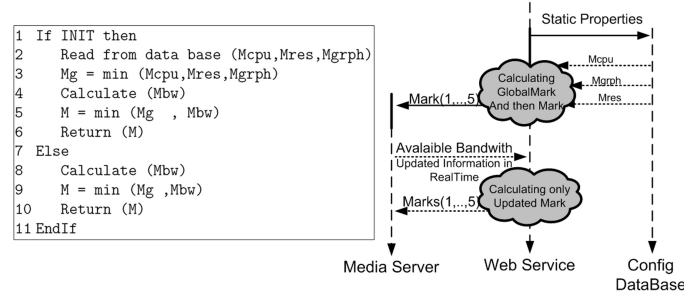 1 If INIT then
2 Read from data base (Mcpu,Mres,Mgrph)
3 Mg = min (Mcpu,Mres,Mgrph)
4 Calculate (Mbw)
5 M = min (Mg , Mbw)
6 Return (M)
7 Else
8 Calculate (Mbw)
9 M = min (Mg ,Mbw)
10 Return (M)
11 EndIf
Static Properties
Mcpu
Mgrph
Mres
Calculating
GlobalMark
And then Mark
Mark(1,..,5)
Avalaible Bandwith
Updated Information in
RealTime
Calculating only
Updated Mark
Marks(1,..,5)
Media Server
Web Service
Config
DataBase